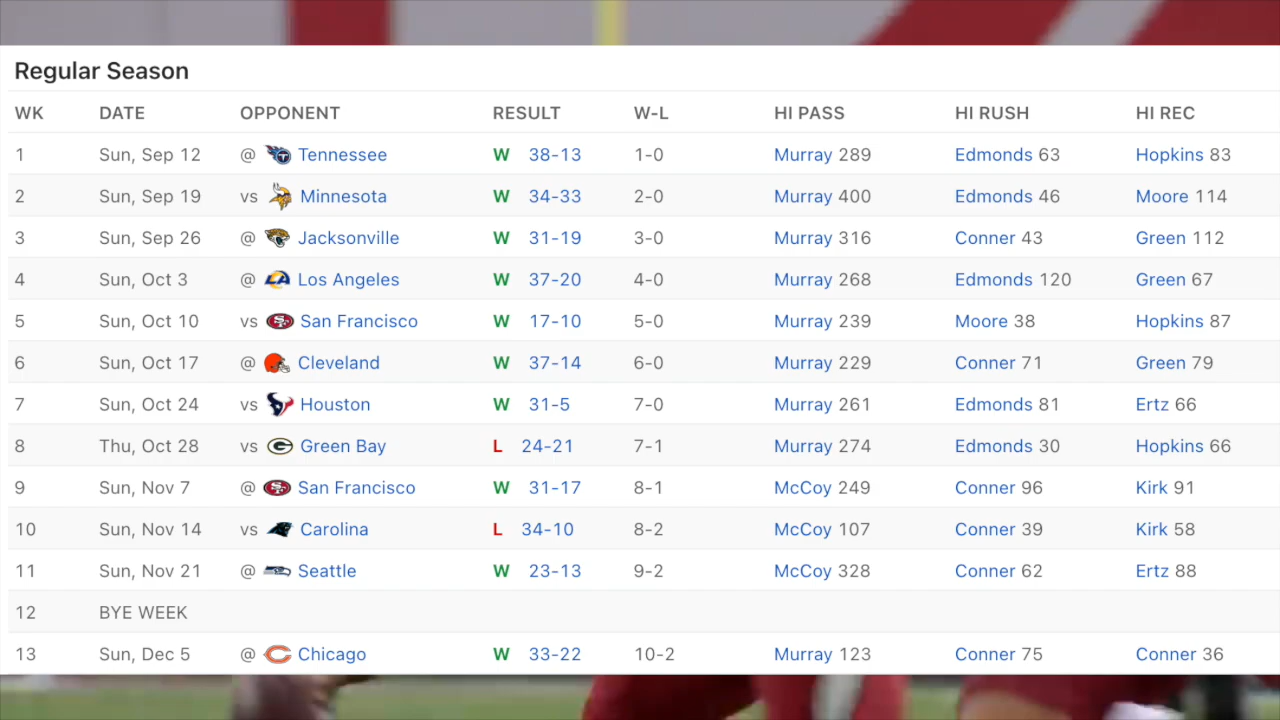 Regular Season
WK DATE OPPONENT RESULT W-L HI PASS HI RUSH HI REC
1 Sun, Sep 12 @ Tennessee W 38-13 1-0 Murray 289 Edmonds 63 Hopkins 83
2 Sun, Sep 19 vs Minnesota W 34-33 2-0 Murray 400 Edmonds 46 Moore 114
3 Sun, Sep 26 @ Jacksonville W 31-19 3-0 Murray 316 Conner 43 Green 112
4 Sun, Oct 3 @ Los Angeles W 37-20 4-0 Murray 268 Edmonds 120 Green 67
5 Sun, Oct 10 vs San Francisco W 17-10 5-0 Murray 239 Moore 38 Hopkins 87
6 Sun, Oct 17 @ Cleveland W 37-14 6-0 Murray 229 Conner 71 Green 79
7 Sun, Oct 24 vs Houston W 31-5 7-0 Murray 261 Edmonds 81 Ertz 66
8 Thu, Oct 28 vs Green Bay L 24-21 7-1 Murray 274 Edmonds 30 Hopkins 66
9 Sun, Nov 7 @ San Francisco W 31-17 8-1 McCoy 249 Conner 96 Kirk 91
10 Sun, Nov 14 vs Carolina L 34-10 8-2 McCoy 107 Conner 39 Kirk 58
11 Sun, Nov 21 @ Seattle W 23-13 9-2 McCoy 328 Conner 62 Ertz 88
12 BYE WEEK
13 Sun, Dec 5 @ Chicago W 33-22 10-2 Murray 123 Conner 75 Conner 36